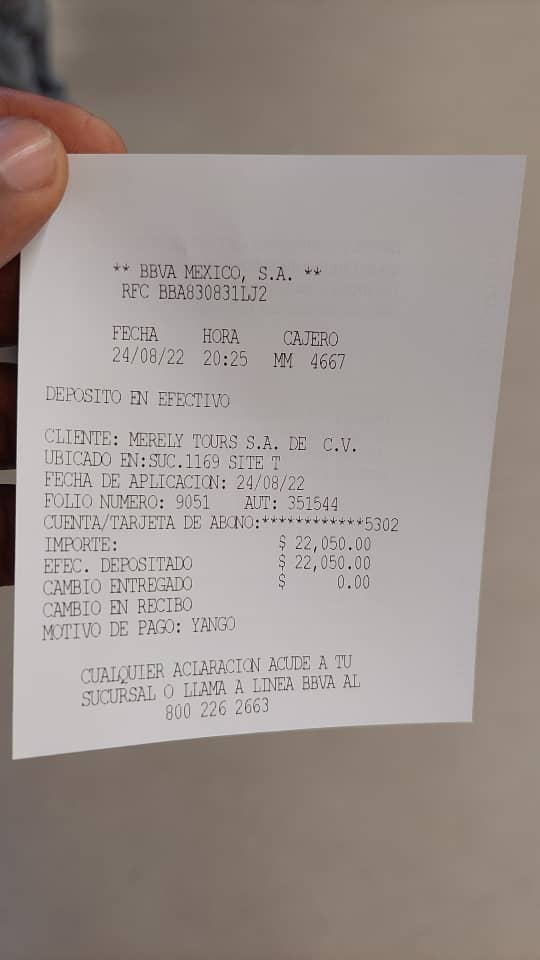 ** BBVA MEXICO, S.A. **
RFC BBA830831LJ2
FECHA HORA CAJERO
24/08/22 20:25 MM 4667
DEPOSITO EN EFECTIVO
CLIENTE: MERELY TOURS S.A. DE C.V.
UBICADO EN:SUC.1169 SITE T
FECHA DE APLICACION: 24/08/22
FOLIO NUMERO: 9051 AUT: 351544
CUENTA/TARJETA DE ABONO:************5302
IMPORTE: $ 22,050.00
EFEC. DEPOSITADO $ 22,050.00
CAMBIO ENTREGADO $ 0.00
CAMBIO EN RECIBO
MOTIVO DE PAGO: YANGO
CUALQUIER ACLARACION ACUDE A TU
SUCURSAL O LLAMA A LINEA BBVA AL
800 226 2663